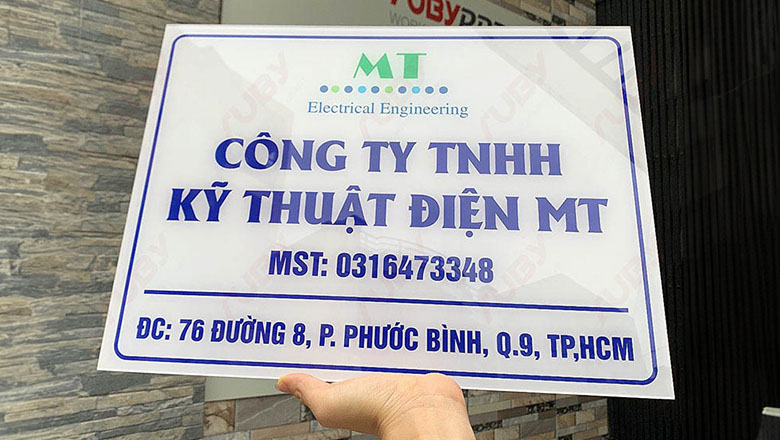 MT
Electrical Engineering
CÔNG TY TNHH
KỸ THUẬT ĐIỆN MT
MST: 0316473348
ĐC: 76 ĐƯỜNG 8, P. PHƯỚC BÌNH, Q.9, TP,HCM